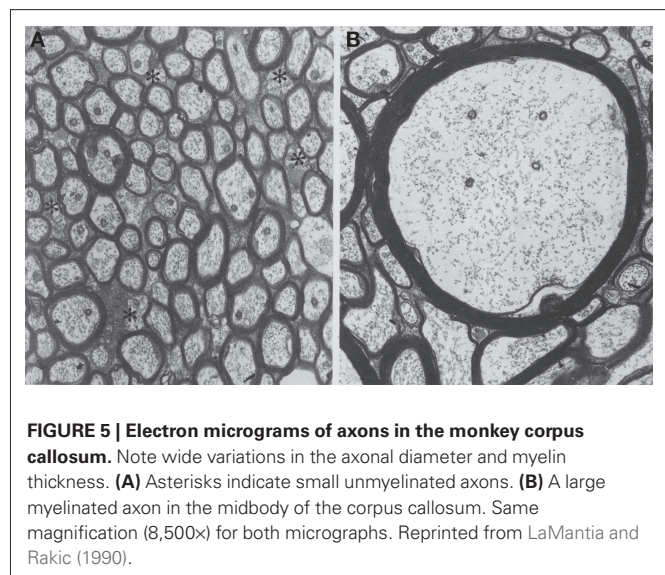 A
B
* * * * *
FIGURE 5 | Electron micrograms of axons in the monkey corpus
callosum. Note wide variations in the axonal diameter and myelin
thickness. (A) Asterisks indicate small unmyelinated axons. (B) A large
myelinated axon in the midbody of the corpus callosum. Same
magnification (8,500×) for both micrographs. Reprinted from LaMantia and
Rakic (1990).